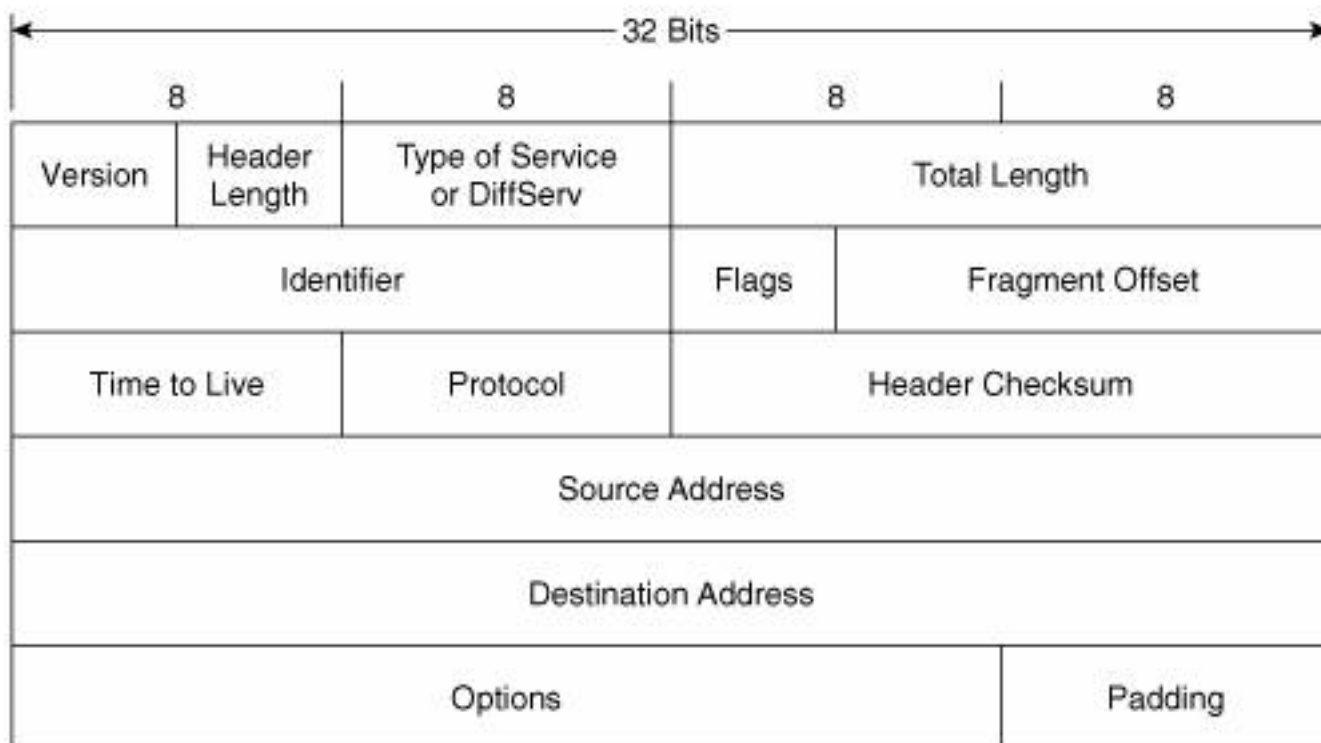 32 Bits
8 8 8 8
Version Header Length Type of Service or DiffServ Total Length
Identifier Flags Fragment Offset
Time to Live Protocol Header Checksum
Source Address
Destination Address
Options Padding